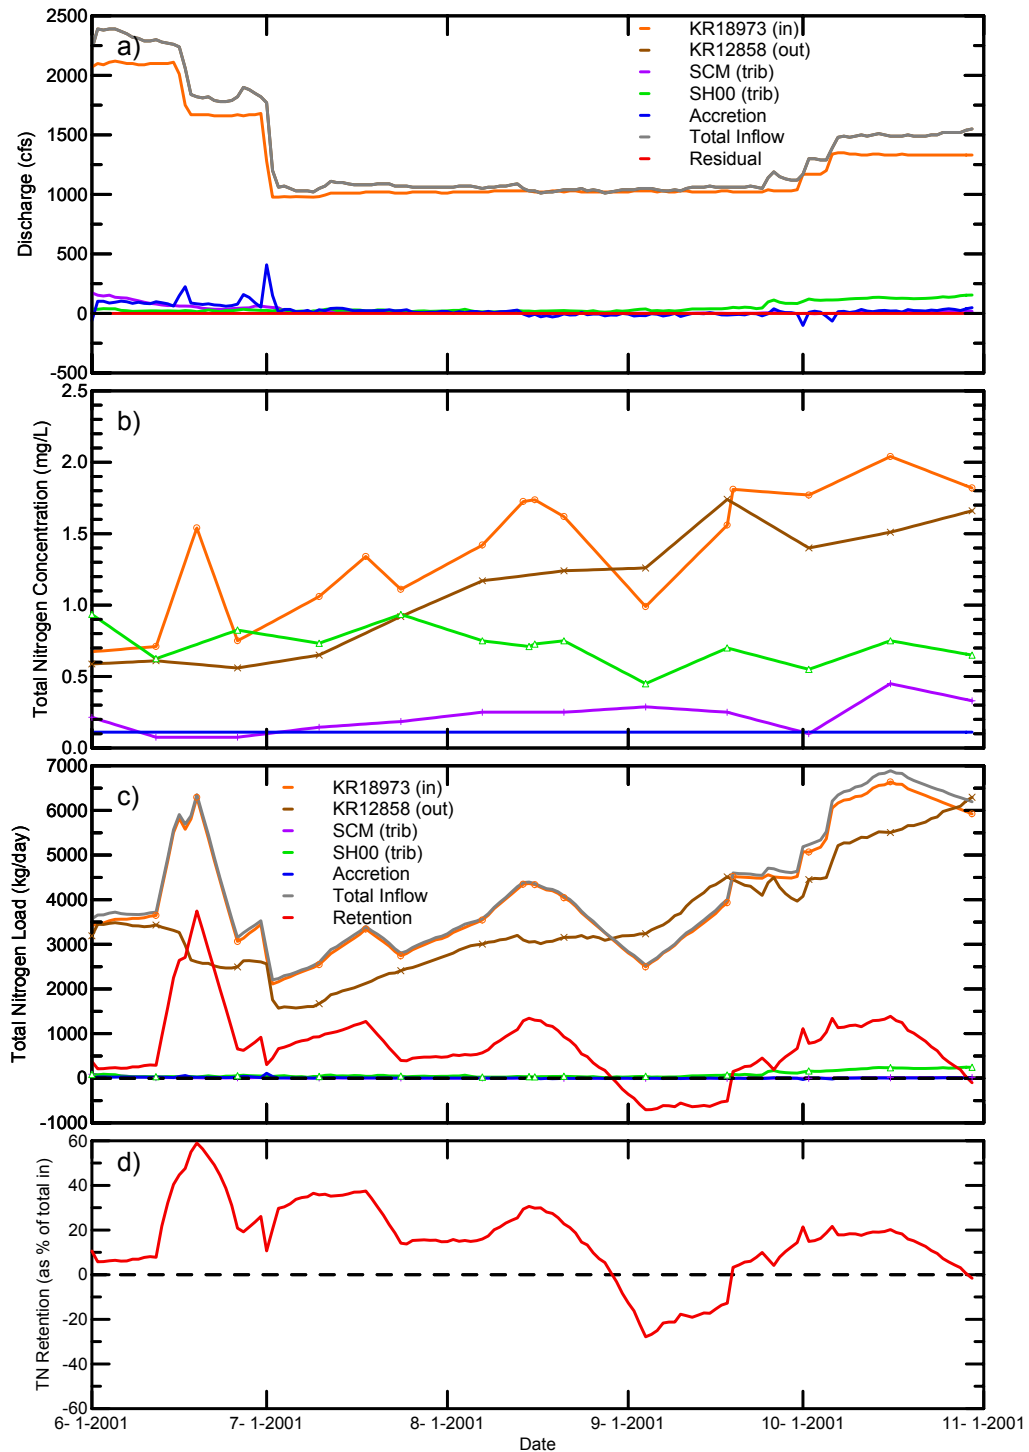 2500
2000
1500
1000
500
0
-500
Discharge (cfs)
a)
KR18973 (in)
KR12858 (out)
SCM (trib)
SH00 (trib)
Accretion
Total Inflow
Residual
2.5
2.0
1.5
1.0
0.5
0.0
Total Nitrogen Concentration (mg/L)
b)
7000
6000
5000
4000
3000
2000
1000
0
-1000
Total Nitrogen Load (kg/day)
c)
KR18973 (in)
KR12858 (out)
SCM (trib)
SH00 (trib)
Accretion
Total Inflow
Retention
60
40
20
0
-20
-40
-60
TN Retention (as % of total in)
d)
6- 1-2001 7- 1-2001 8- 1-2001 9- 1-2001 10- 1-2001 11- 1-2001
Date